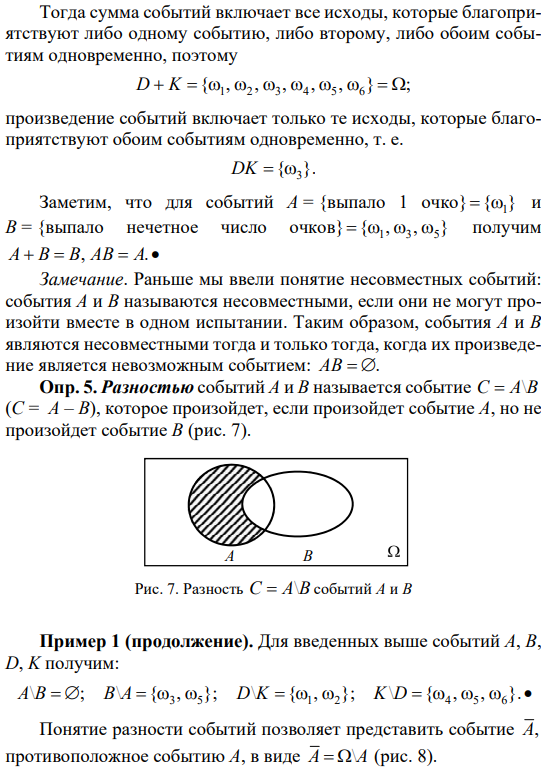 Тогда сумма событий включает все исходы, которые благопри-
ятствуют либо одному событию, либо второму, либо обоим собы-
тиям одновременно, поэтому
D + K = {ω₁, ω₂, ω₃, ω₄, ω₅, ω₆} = Ω;
произведение событий включает только те исходы, которые благо-
приятствуют обоим событиям одновременно, т. е.
DK = {ω₃}.
Заметим, что для событий A = {выпало 1 очко} = {ω₁} и
B = {выпало нечетное число очков} = {ω₁, ω₃, ω₅} получим
A + B = B, AB = A. •
Замечание. Раньше мы ввели понятие несовместных событий:
события A и B называются несовместными, если они не могут про-
изойти вместе в одном испытании. Таким образом, события A и B
являются несовместными тогда и только тогда, когда их произведе-
ние является невозможным событием: AB = ∅.
Опр. 5. Разностью событий A и B называется событие C = A\B
(C = A – B), которое произойдет, если произойдет событие A, но не
произойдет событие B (рис. 7).
A B Ω
Рис. 7. Разность C = A\B событий A и B
Пример 1 (продолжение). Для введенных выше событий A, B,
D, K получим:
A\B = ∅; B\A = {ω₃, ω₅}; D\K = {ω₁, ω₂}; K\D = {ω₄, ω₅, ω₆}. •
Понятие разности событий позволяет представить событие A̅,
противоположное событию A, в виде A̅ = Ω\A (рис. 8).